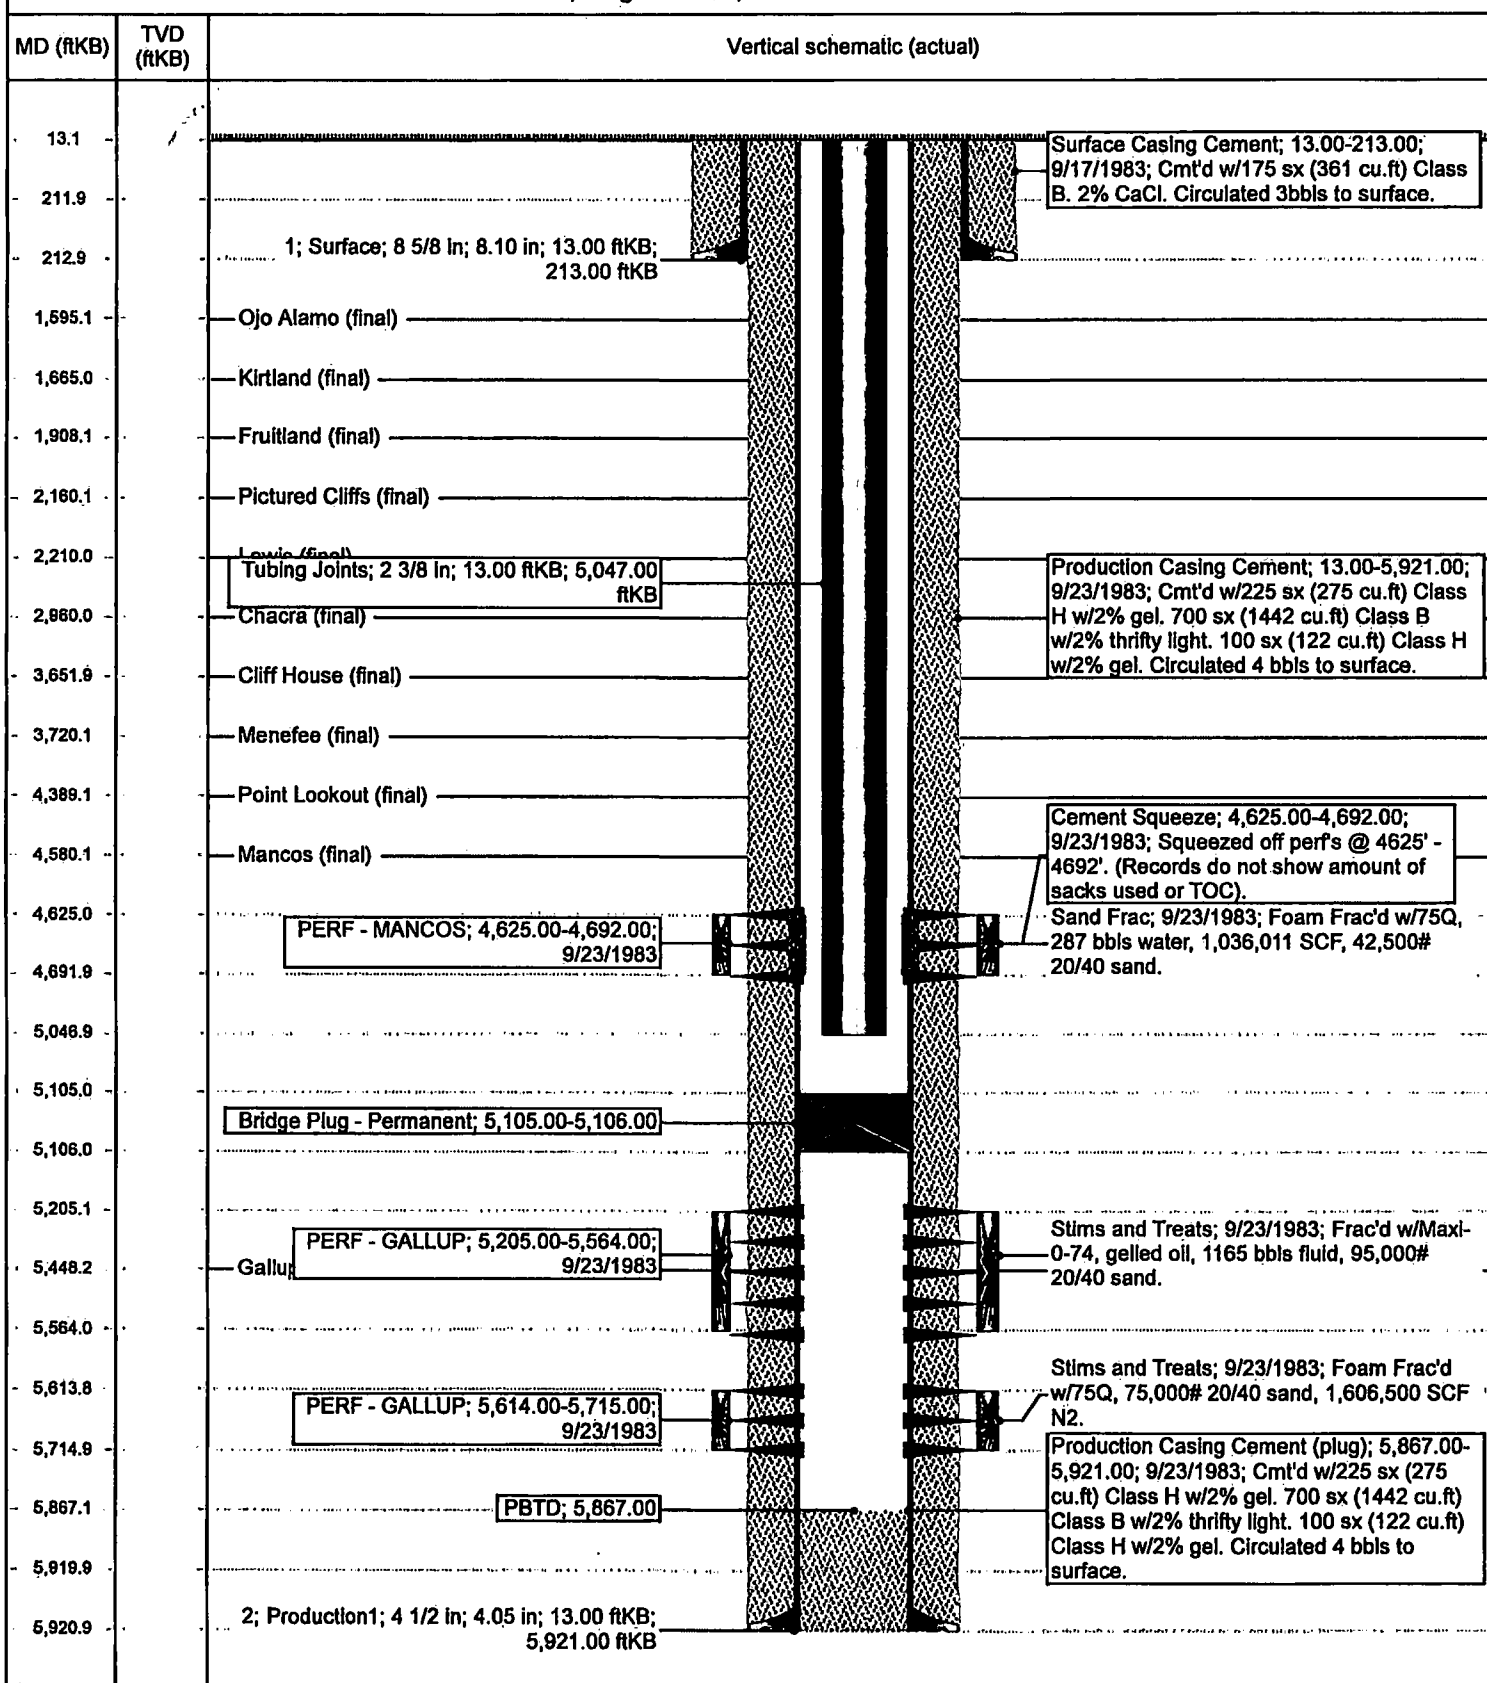 MD (ftKB)
TVD
(ftKB)
Vertical schematic (actual)
13.1
211.9
212.9
1,595.1
1,665.0
1,908.1
2,160.1
2,210.0
2,960.0
3,651.9
3,720.1
4,389.1
4,580.1
4,625.0
4,691.9
5,046.9
5,105.0
5,106.0
5,205.1
5,448.2
5,564.0
5,613.8
5,714.9
5,867.1
5,919.9
5,920.9
1; Surface; 8 5/8 in; 8.10 in; 13.00 ftKB;
213.00 ftKB
Ojo Alamo (final)
Kirtland (final)
Fruitland (final)
Pictured Cliffs (final)
Lewis (final)
Tubing Joints; 2 3/8 in; 13.00 ftKB; 5,047.00
ftKB
Chacra (final)
Cliff House (final)
Menefee (final)
Point Lookout (final)
Mancos (final)
PERF - MANCOS; 4,625.00-4,692.00;
9/23/1983
Bridge Plug - Permanent; 5,105.00-5,106.00
PERF - GALLUP; 5,205.00-5,564.00;
9/23/1983
Gallup
PERF - GALLUP; 5,614.00-5,715.00;
9/23/1983
PBTD; 5,867.00
2; Production1; 4 1/2 in; 4.05 in; 13.00 ftKB;
5,921.00 ftKB
Surface Casing Cement; 13.00-213.00;
9/17/1983; Cmt'd w/175 sx (361 cu.ft) Class
B. 2% CaCl. Circulated 3bbls to surface.
Production Casing Cement; 13.00-5,921.00;
9/23/1983; Cmt'd w/225 sx (275 cu.ft) Class
H w/2% gel. 700 sx (1442 cu.ft) Class B
w/2% thrifty light. 100 sx (122 cu.ft) Class H
w/2% gel. Circulated 4 bbls to surface.
Cement Squeeze; 4,625.00-4,692.00;
9/23/1983; Squeezed off perf's @ 4625' -
4692'. (Records do not show amount of
sacks used or TOC).
Sand Frac; 9/23/1983; Foam Frac'd w/75Q,
287 bbls water, 1,036,011 SCF, 42,500#
20/40 sand.
Stims and Treats; 9/23/1983; Frac'd w/Maxi-
0-74, gelled oil, 1165 bbls fluid, 95,000#
20/40 sand.
Stims and Treats; 9/23/1983; Foam Frac'd
w/75Q, 75,000# 20/40 sand, 1,606,500 SCF
N2.
Production Casing Cement (plug); 5,867.00-
5,921.00; 9/23/1983; Cmt'd w/225 sx (275
cu.ft) Class H w/2% gel. 700 sx (1442 cu.ft)
Class B w/2% thrifty light. 100 sx (122 cu.ft)
Class H w/2% gel. Circulated 4 bbls to
surface.